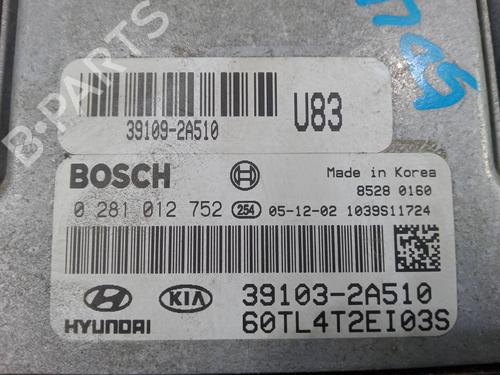 B-PARTS
39109-2A510
U83
BOSCH
Made in Korea
8528 0160
0 281 012 752 254 05-12-02 1039S11724
HYUNDAI
KIA
39103-2A510
60TL4T2EI03S